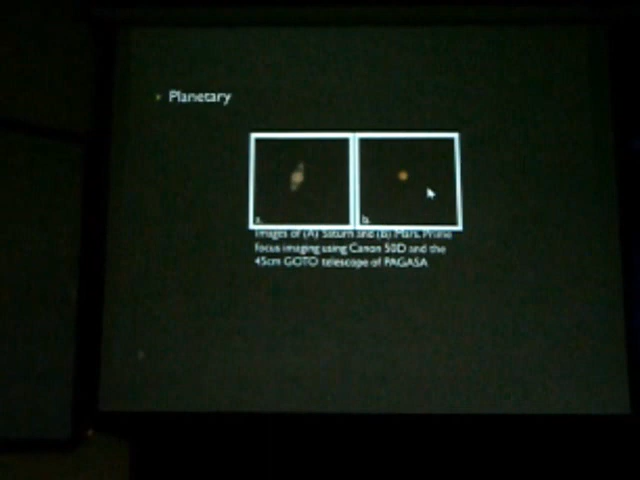 Planetary
a.
b.
Images of (A) Saturn and (B) Mars. Prime
focus imaging using Canon 50D and the
45cm GOTO telescope of PAGASA